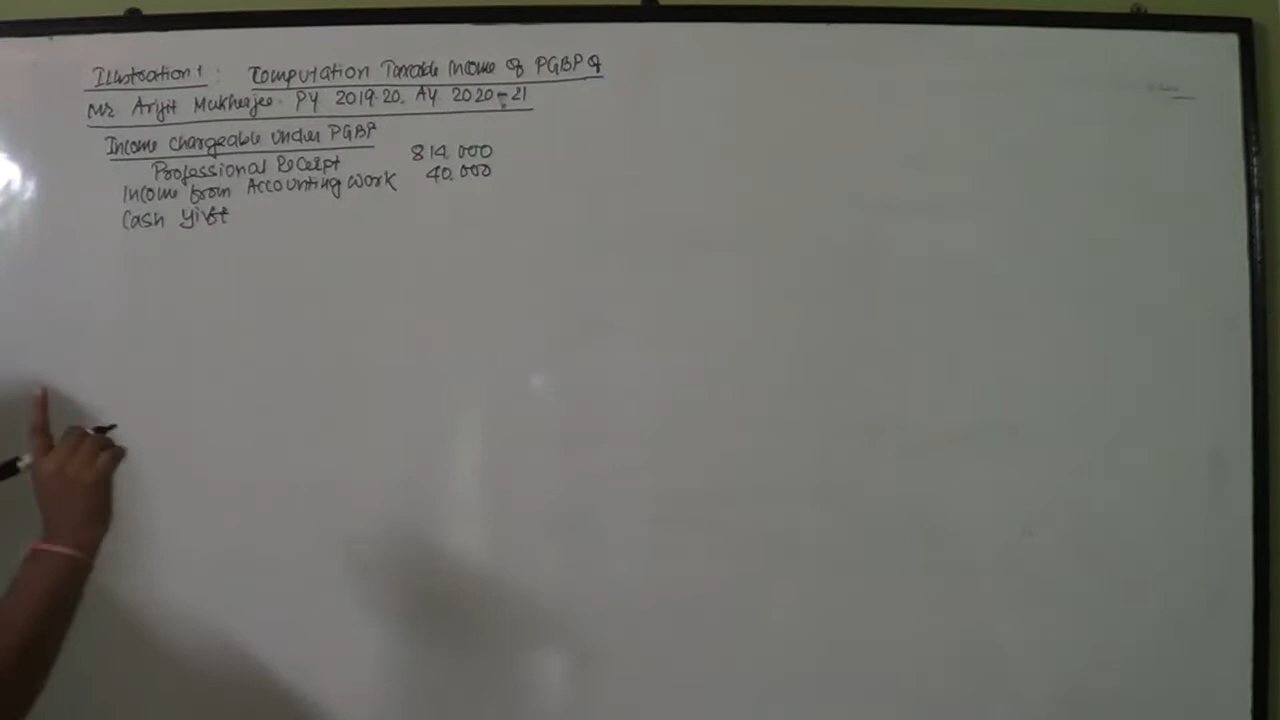 Illustration 1 : Computation Taxable Income of PGBP of
Mr Arijit Mukherjee. PY 2019-20. AY 2020-21
Income chargeable under PGBP
Professional Receipt 814,000
Income from Accounting work 40,000
Cash gift